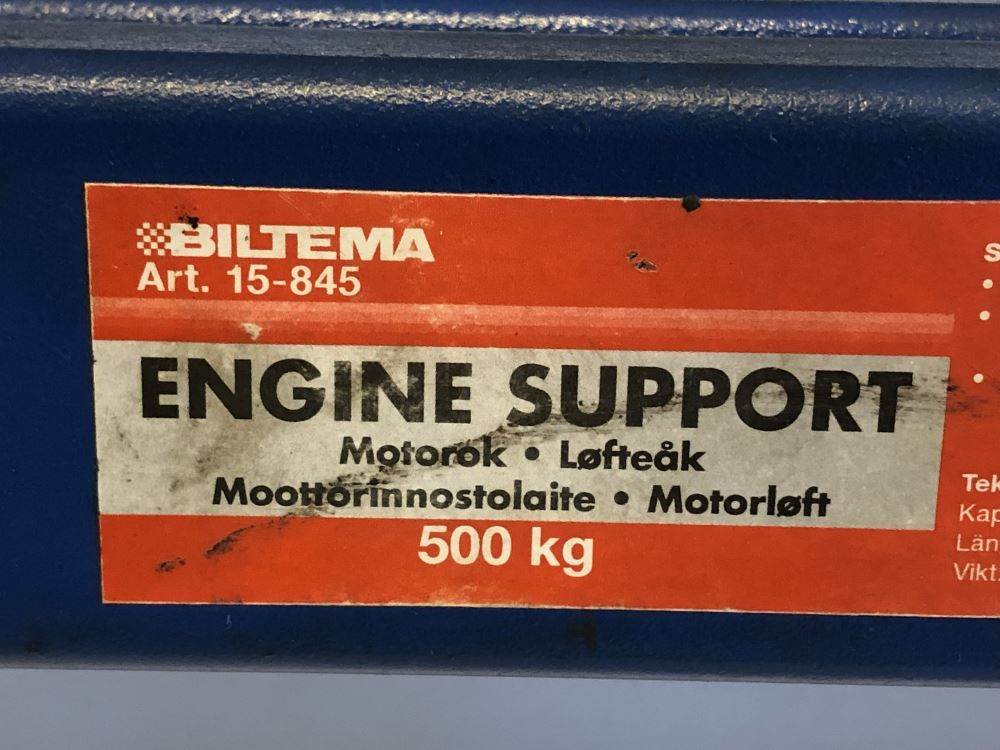 BILTEMA
Art. 15-845
ENGINE SUPPORT
Motorok • Løfteåk
Moottorinnostolaite • Motorløft
500 kg